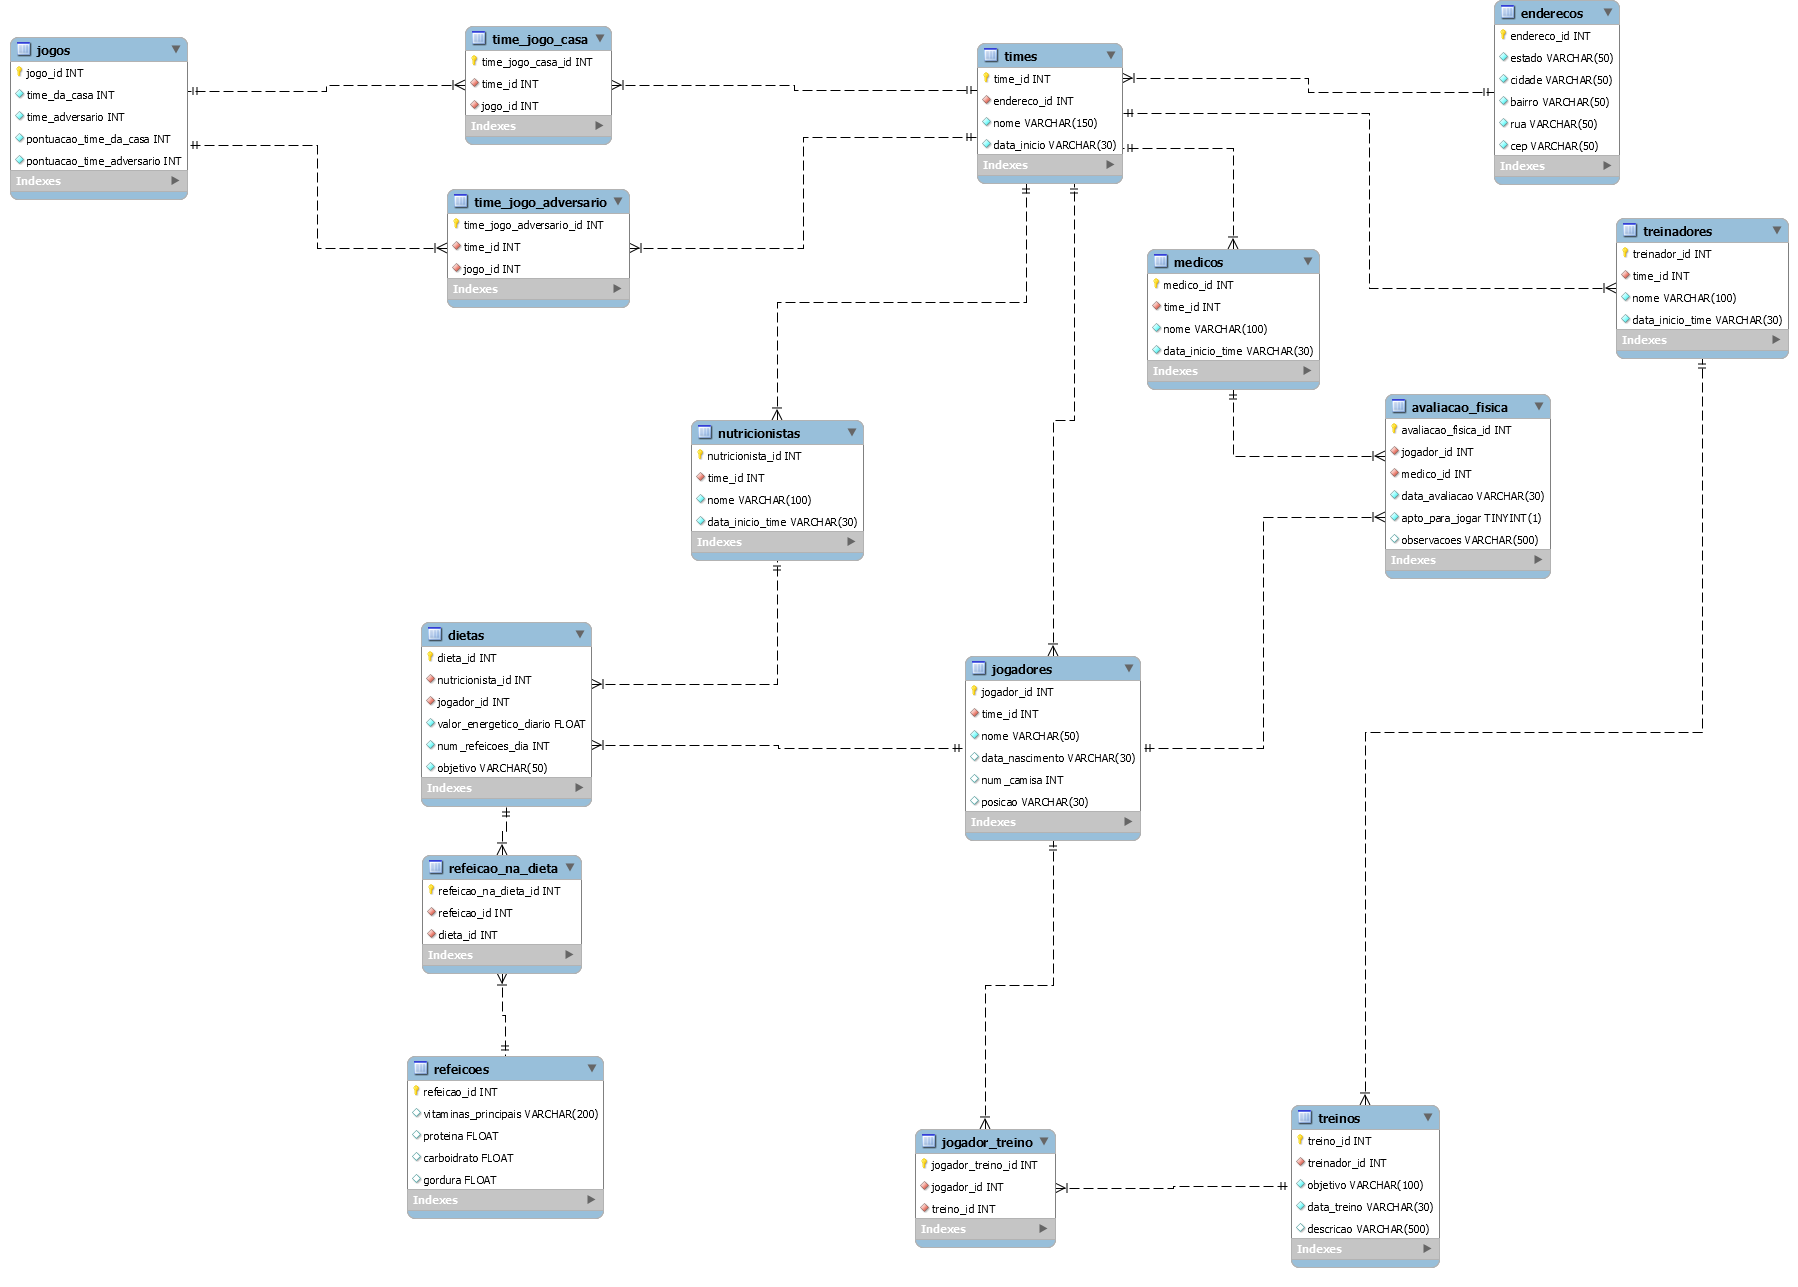 jogos
jogo_id INT
time_da_casa INT
time_adversario INT
pontuacao_time_da_casa INT
pontuacao_time_adversario INT
Indexes
time_jogo_casa
time_jogo_casa_id INT
time_id INT
jogo_id INT
Indexes
time_jogo_adversario
time_jogo_adversario_id INT
time_id INT
jogo_id INT
Indexes
times
time_id INT
endereco_id INT
nome VARCHAR(150)
data_inicio VARCHAR(30)
Indexes
enderecos
endereco_id INT
estado VARCHAR(50)
cidade VARCHAR(50)
bairro VARCHAR(50)
rua VARCHAR(50)
cep VARCHAR(50)
Indexes
treinadores
treinador_id INT
time_id INT
nome VARCHAR(100)
data_inicio_time VARCHAR(30)
Indexes
medicos
medico_id INT
time_id INT
nome VARCHAR(100)
data_inicio_time VARCHAR(30)
Indexes
avaliacao_fisica
avaliacao_fisica_id INT
jogador_id INT
medico_id INT
data_avaliacao VARCHAR(30)
apto_para_jogar TINYINT(1)
observacoes VARCHAR(500)
Indexes
nutricionistas
nutricionista_id INT
time_id INT
nome VARCHAR(100)
data_inicio_time VARCHAR(30)
Indexes
dietas
dieta_id INT
nutricionista_id INT
jogador_id INT
valor_energetico_diario FLOAT
num_refeicoes_dia INT
objetivo VARCHAR(50)
Indexes
jogadores
jogador_id INT
time_id INT
nome VARCHAR(50)
data_nascimento VARCHAR(30)
num_camisa INT
posicao VARCHAR(30)
Indexes
refeicao_na_dieta
refeicao_na_dieta_id INT
refeicao_id INT
dieta_id INT
Indexes
refeicoes
refeicao_id INT
vitaminas_principais VARCHAR(200)
proteina FLOAT
carboidrato FLOAT
gordura FLOAT
Indexes
jogador_treino
jogador_treino_id INT
jogador_id INT
treino_id INT
Indexes
treinos
treino_id INT
treinador_id INT
objetivo VARCHAR(100)
data_treino VARCHAR(30)
descricao VARCHAR(500)
Indexes